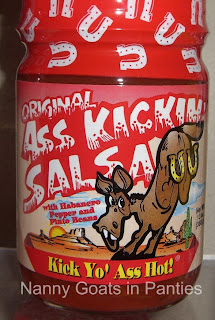 ORIGINAL
ASS KICKIN'
SALSA
with Habanero
Pepper and
Pinto Beans
Kick Yo' Ass Hot!
Nanny Goats in Panties